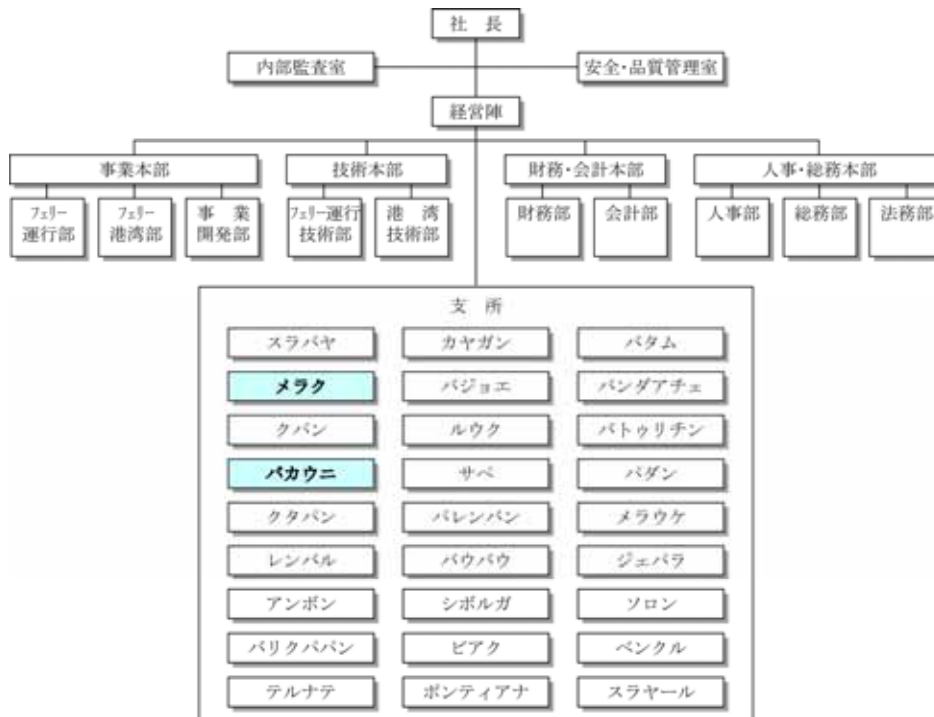 社 長
内部監査室
安全・品質管理室
経営陣
事業本部
技術本部
財務・会計本部
人事・総務本部
フェリー
運行部
フェリー
港湾部
事 業
開発部
フェリー運行
技術部
港 湾
技術部
財務部
会計部
人事部
総務部
法務部
支 所
スラバヤ
カヤガン
バタム
メラク
バジョエ
バンダアチェ
クパン
ルウク
バトゥリチン
バカウニ
サペ
パダン
クタパン
パレンバン
メラウケ
レンバル
バウバウ
ジェパラ
アンボン
シボルガ
ソロン
バリクパパン
ビアク
ベンクル
テルナテ
ポンティアナ
スラヤール